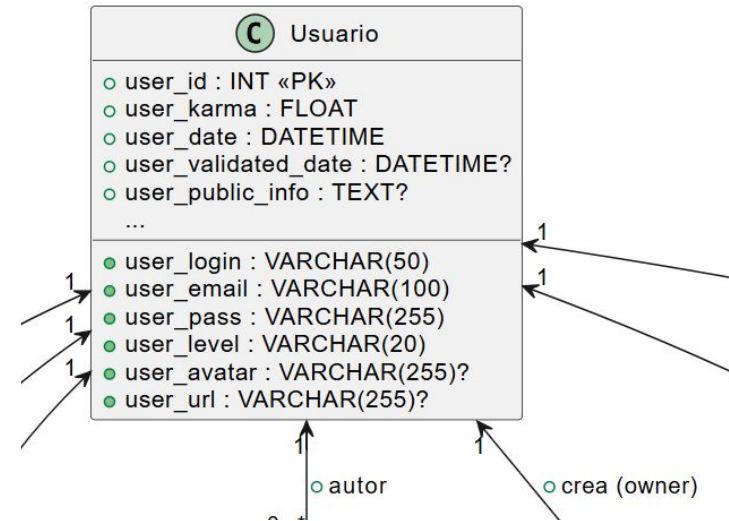 C Usuario
user_id : INT «PK»
user_karma : FLOAT
user_date : DATETIME
user_validated_date : DATETIME?
user_public_info : TEXT?
...
user_login : VARCHAR(50)
user_email : VARCHAR(100)
user_pass : VARCHAR(255)
user_level : VARCHAR(20)
user_avatar : VARCHAR(255)?
user_url : VARCHAR(255)?
1
1
1
1
1
1
1
autor
crea (owner)